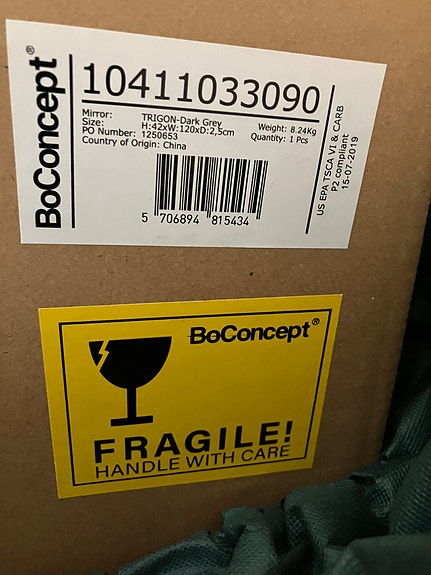 BoConcept®
10411033090
Mirror: TRIGON-Dark Grey Weight: 8.24Kg
Size: H:42xW:120xD:2,5cm Quantity: 1 Pcs
PO Number: 1250653
Country of Origin: China
5 706894 815434
US EPA TSCA VI & CARB
P2 compliant
15-07-2019
BoConcept®
FRAGILE!
HANDLE WITH CARE